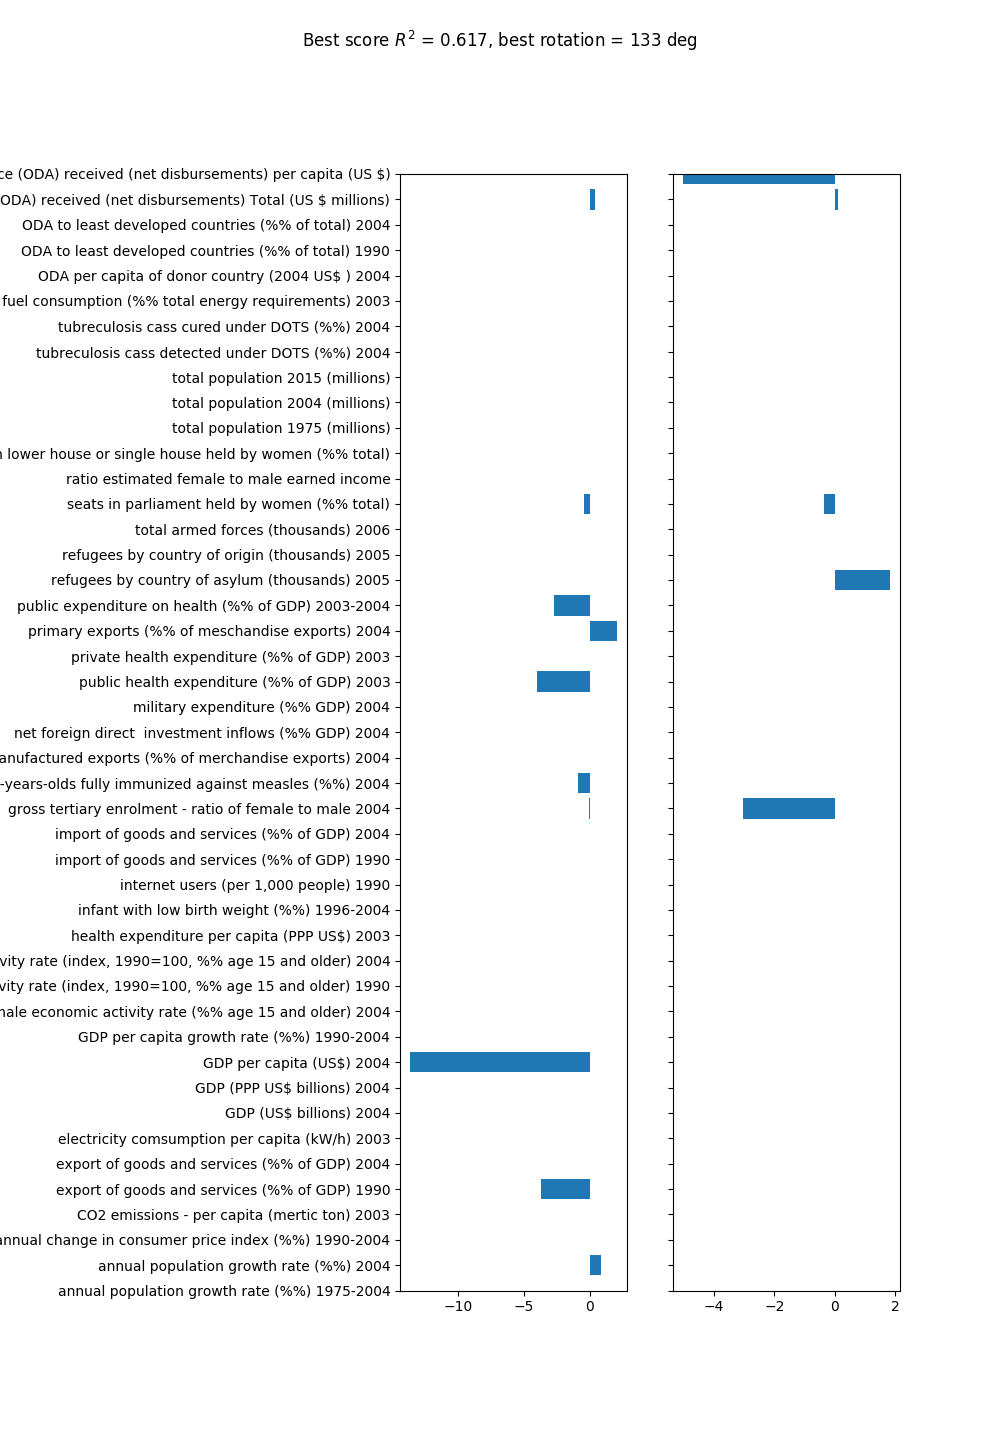 Best score R² = 0.617, best rotation = 133 deg
(ODA) received (net disbursements) per capita (US $)
ODA) received (net disbursements) Total (US $ millions)
ODA to least developed countries (%% of total) 2004
ODA to least developed countries (%% of total) 1990
ODA per capita of donor country (2004 US$ ) 2004
fuel consumption (%% total energy requirements) 2003
tubreculosis cass cured under DOTS (%%) 2004
tubreculosis cass detected under DOTS (%%) 2004
total population 2015 (millions)
total population 2004 (millions)
total population 1975 (millions)
lower house or single house held by women (%% total)
ratio estimated female to male earned income
seats in parliament held by women (%% total)
total armed forces (thousands) 2006
refugees by country of origin (thousands) 2005
refugees by country of asylum (thousands) 2005
public expenditure on health (%% of GDP) 2003-2004
primary exports (%% of meschandise exports) 2004
private health expenditure (%% of GDP) 2003
public health expenditure (%% of GDP) 2003
military expenditure (%% GDP) 2004
net foreign direct  investment inflows (%% GDP) 2004
anufactured exports (%% of merchandise exports) 2004
-years-olds fully immunized against measles (%%) 2004
gross tertiary enrolment - ratio of female to male 2004
import of goods and services (%% of GDP) 2004
import of goods and services (%% of GDP) 1990
internet users (per 1,000 people) 1990
infant with low birth weight (%%) 1996-2004
health expenditure per capita (PPP US$) 2003
vity rate (index, 1990=100, %% age 15 and older) 2004
vity rate (index, 1990=100, %% age 15 and older) 1990
male economic activity rate (%% age 15 and older) 2004
GDP per capita growth rate (%%) 1990-2004
GDP per capita (US$) 2004
GDP (PPP US$ billions) 2004
GDP (US$ billions) 2004
electricity comsumption per capita (kW/h) 2003
export of goods and services (%% of GDP) 2004
export of goods and services (%% of GDP) 1990
CO2 emissions - per capita (mertic ton) 2003
annual change in consumer price index (%%) 1990-2004
annual population growth rate (%%) 2004
annual population growth rate (%%) 1975-2004
−10 −5 0 −4 −2 0 2